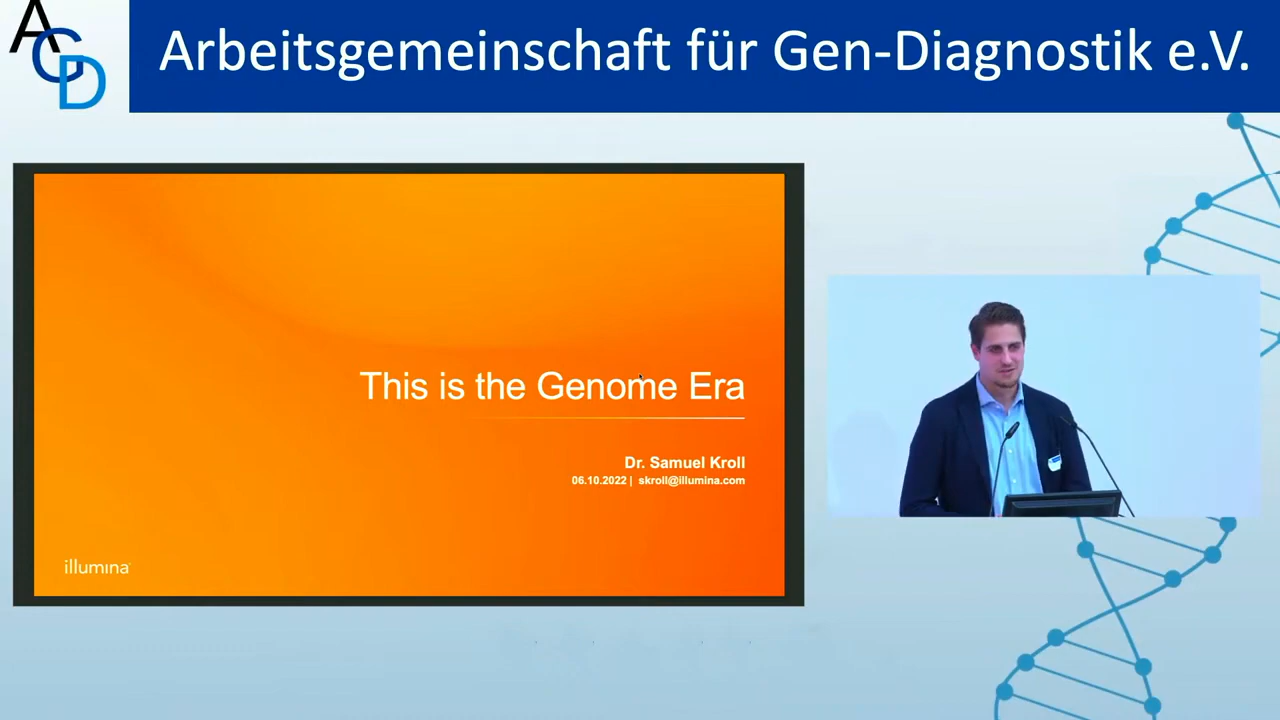 AGD
Arbeitsgemeinschaft für Gen-Diagnostik e.V.
This is the Genome Era
Dr. Samuel Kroll
06.10.2022 | skroll@illumina.com
illumina